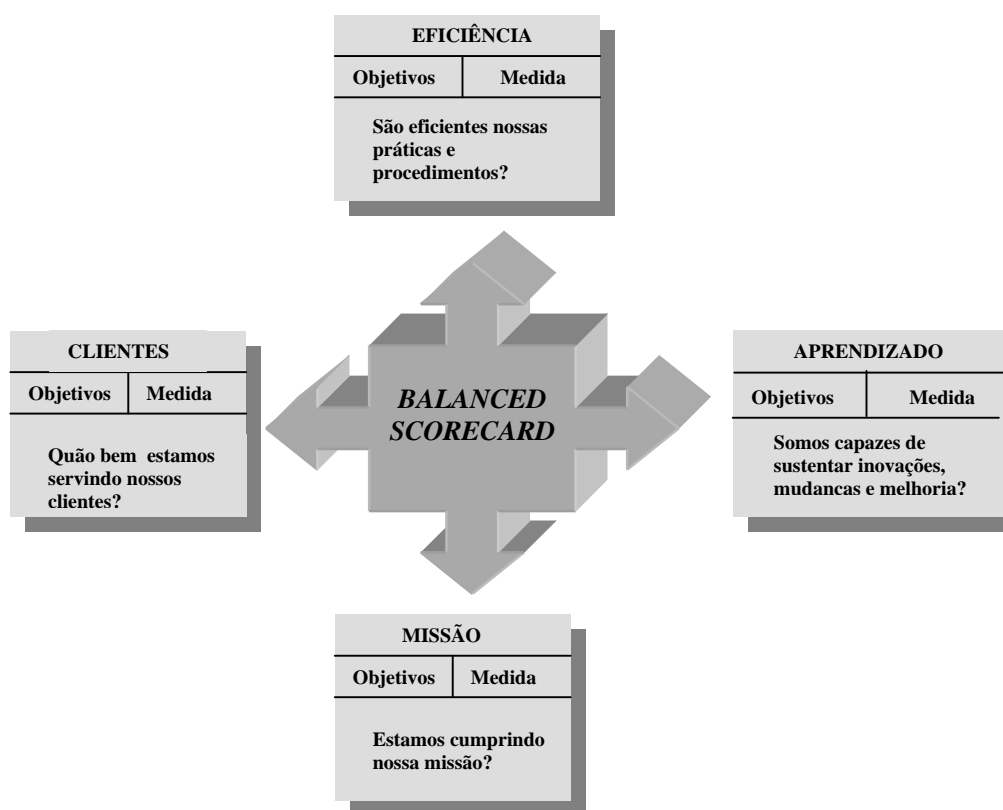 EFICIÊNCIA
Objetivos Medida
São eficientes nossas
práticas e
procedimentos?
CLIENTES
Objetivos Medida
Quão bem estamos
servindo nossos
clientes?
BALANCED
SCORECARD
APRENDIZADO
Objetivos Medida
Somos capazes de
sustentar inovações,
mudancas e melhoria?
MISSÃO
Objetivos Medida
Estamos cumprindo
nossa missão?